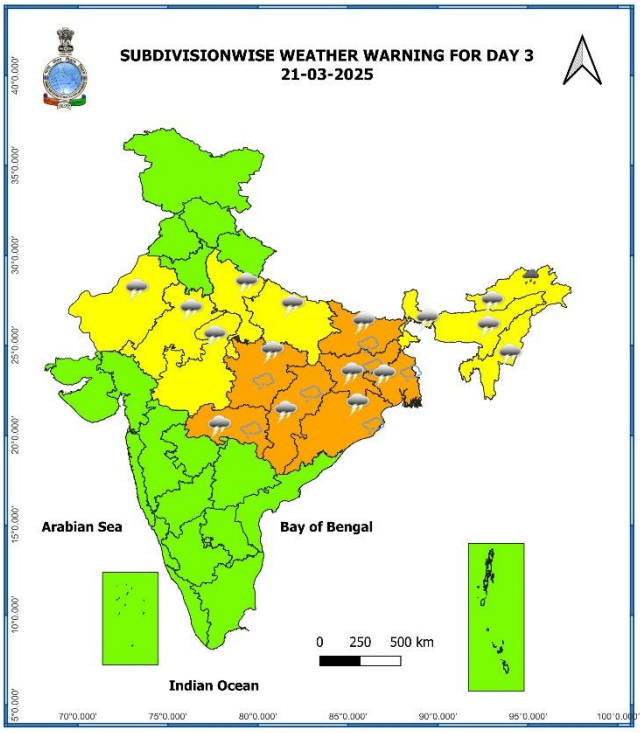 SUBDIVISIONWISE WEATHER WARNING FOR DAY 3
21-03-2025
40°0.000'
35°0.000'
30°0.000'
25°0.000'
20°0.000'
15°0.000'
10°0.000'
5°0.000'
Arabian Sea
Bay of Bengal
0 250 500 km
Indian Ocean
70°0.000' 75°0.000' 80°0.000' 85°0.000' 90°0.000' 95°0.000' 100°0.000'